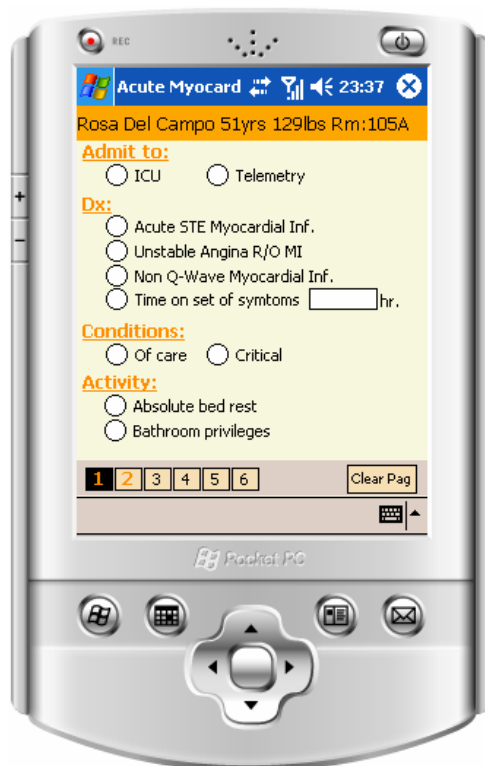 REC
Acute Myocard 23:37
Rosa Del Campo 51yrs 129lbs Rm:105A
Admit to:
ICU Telemetry
Dx:
Acute STE Myocardial Inf.
Unstable Angina R/O MI
Non Q-Wave Myocardial Inf.
Time on set of symtoms hr.
Conditions:
Of care Critical
Activity:
Absolute bed rest
Bathroom privileges
1 2 3 4 5 6 Clear Pag
Pocket PC
+
-